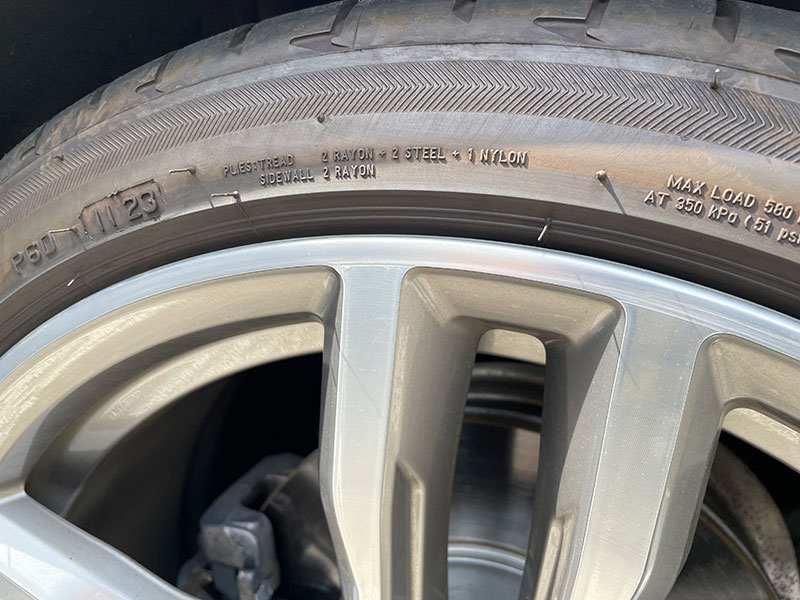 P6D 1123
PLIES:TREAD 2 RAYON + 2 STEEL + 1 NYLON
SIDEWALL 2 RAYON
MAX LOAD 580
AT 350 kPa (51 psi